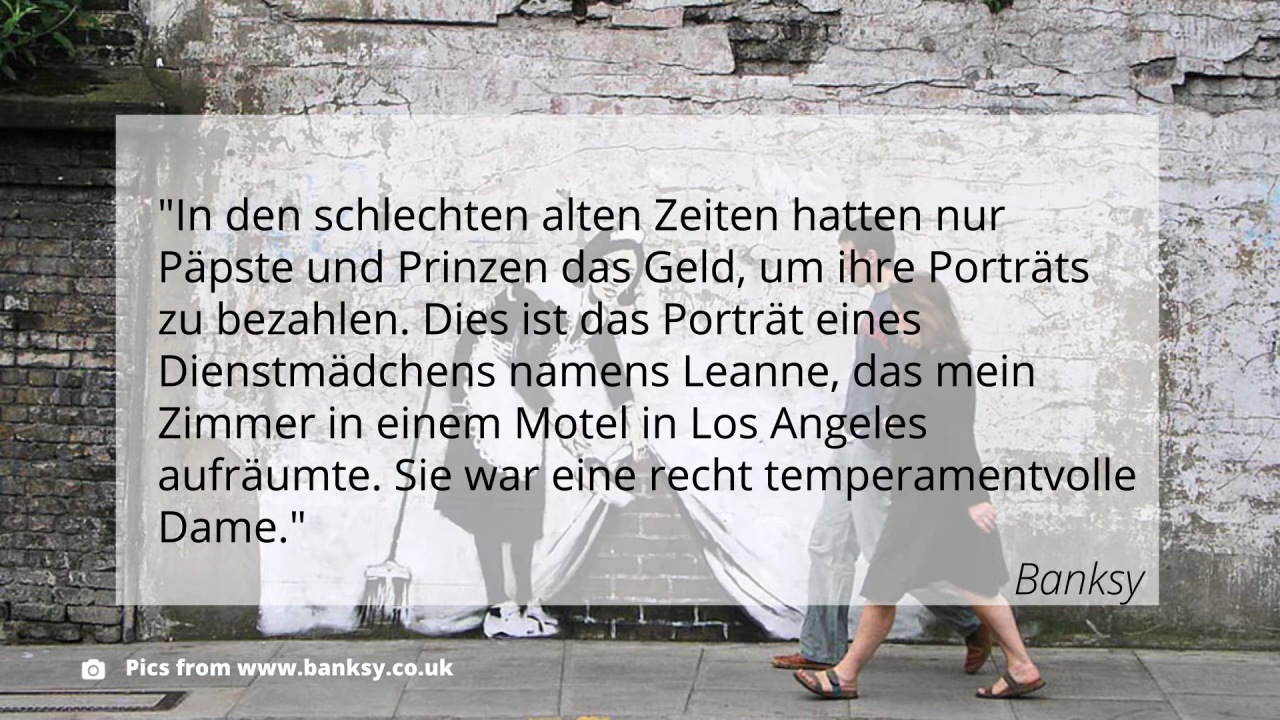 "In den schlechten alten Zeiten hatten nur
Päpste und Prinzen das Geld, um ihre Porträts
zu bezahlen. Dies ist das Porträt eines
Dienstmädchens namens Leanne, das mein
Zimmer in einem Motel in Los Angeles
aufräumte. Sie war eine recht temperamentvolle
Dame."
Banksy
Pics from www.banksy.co.uk